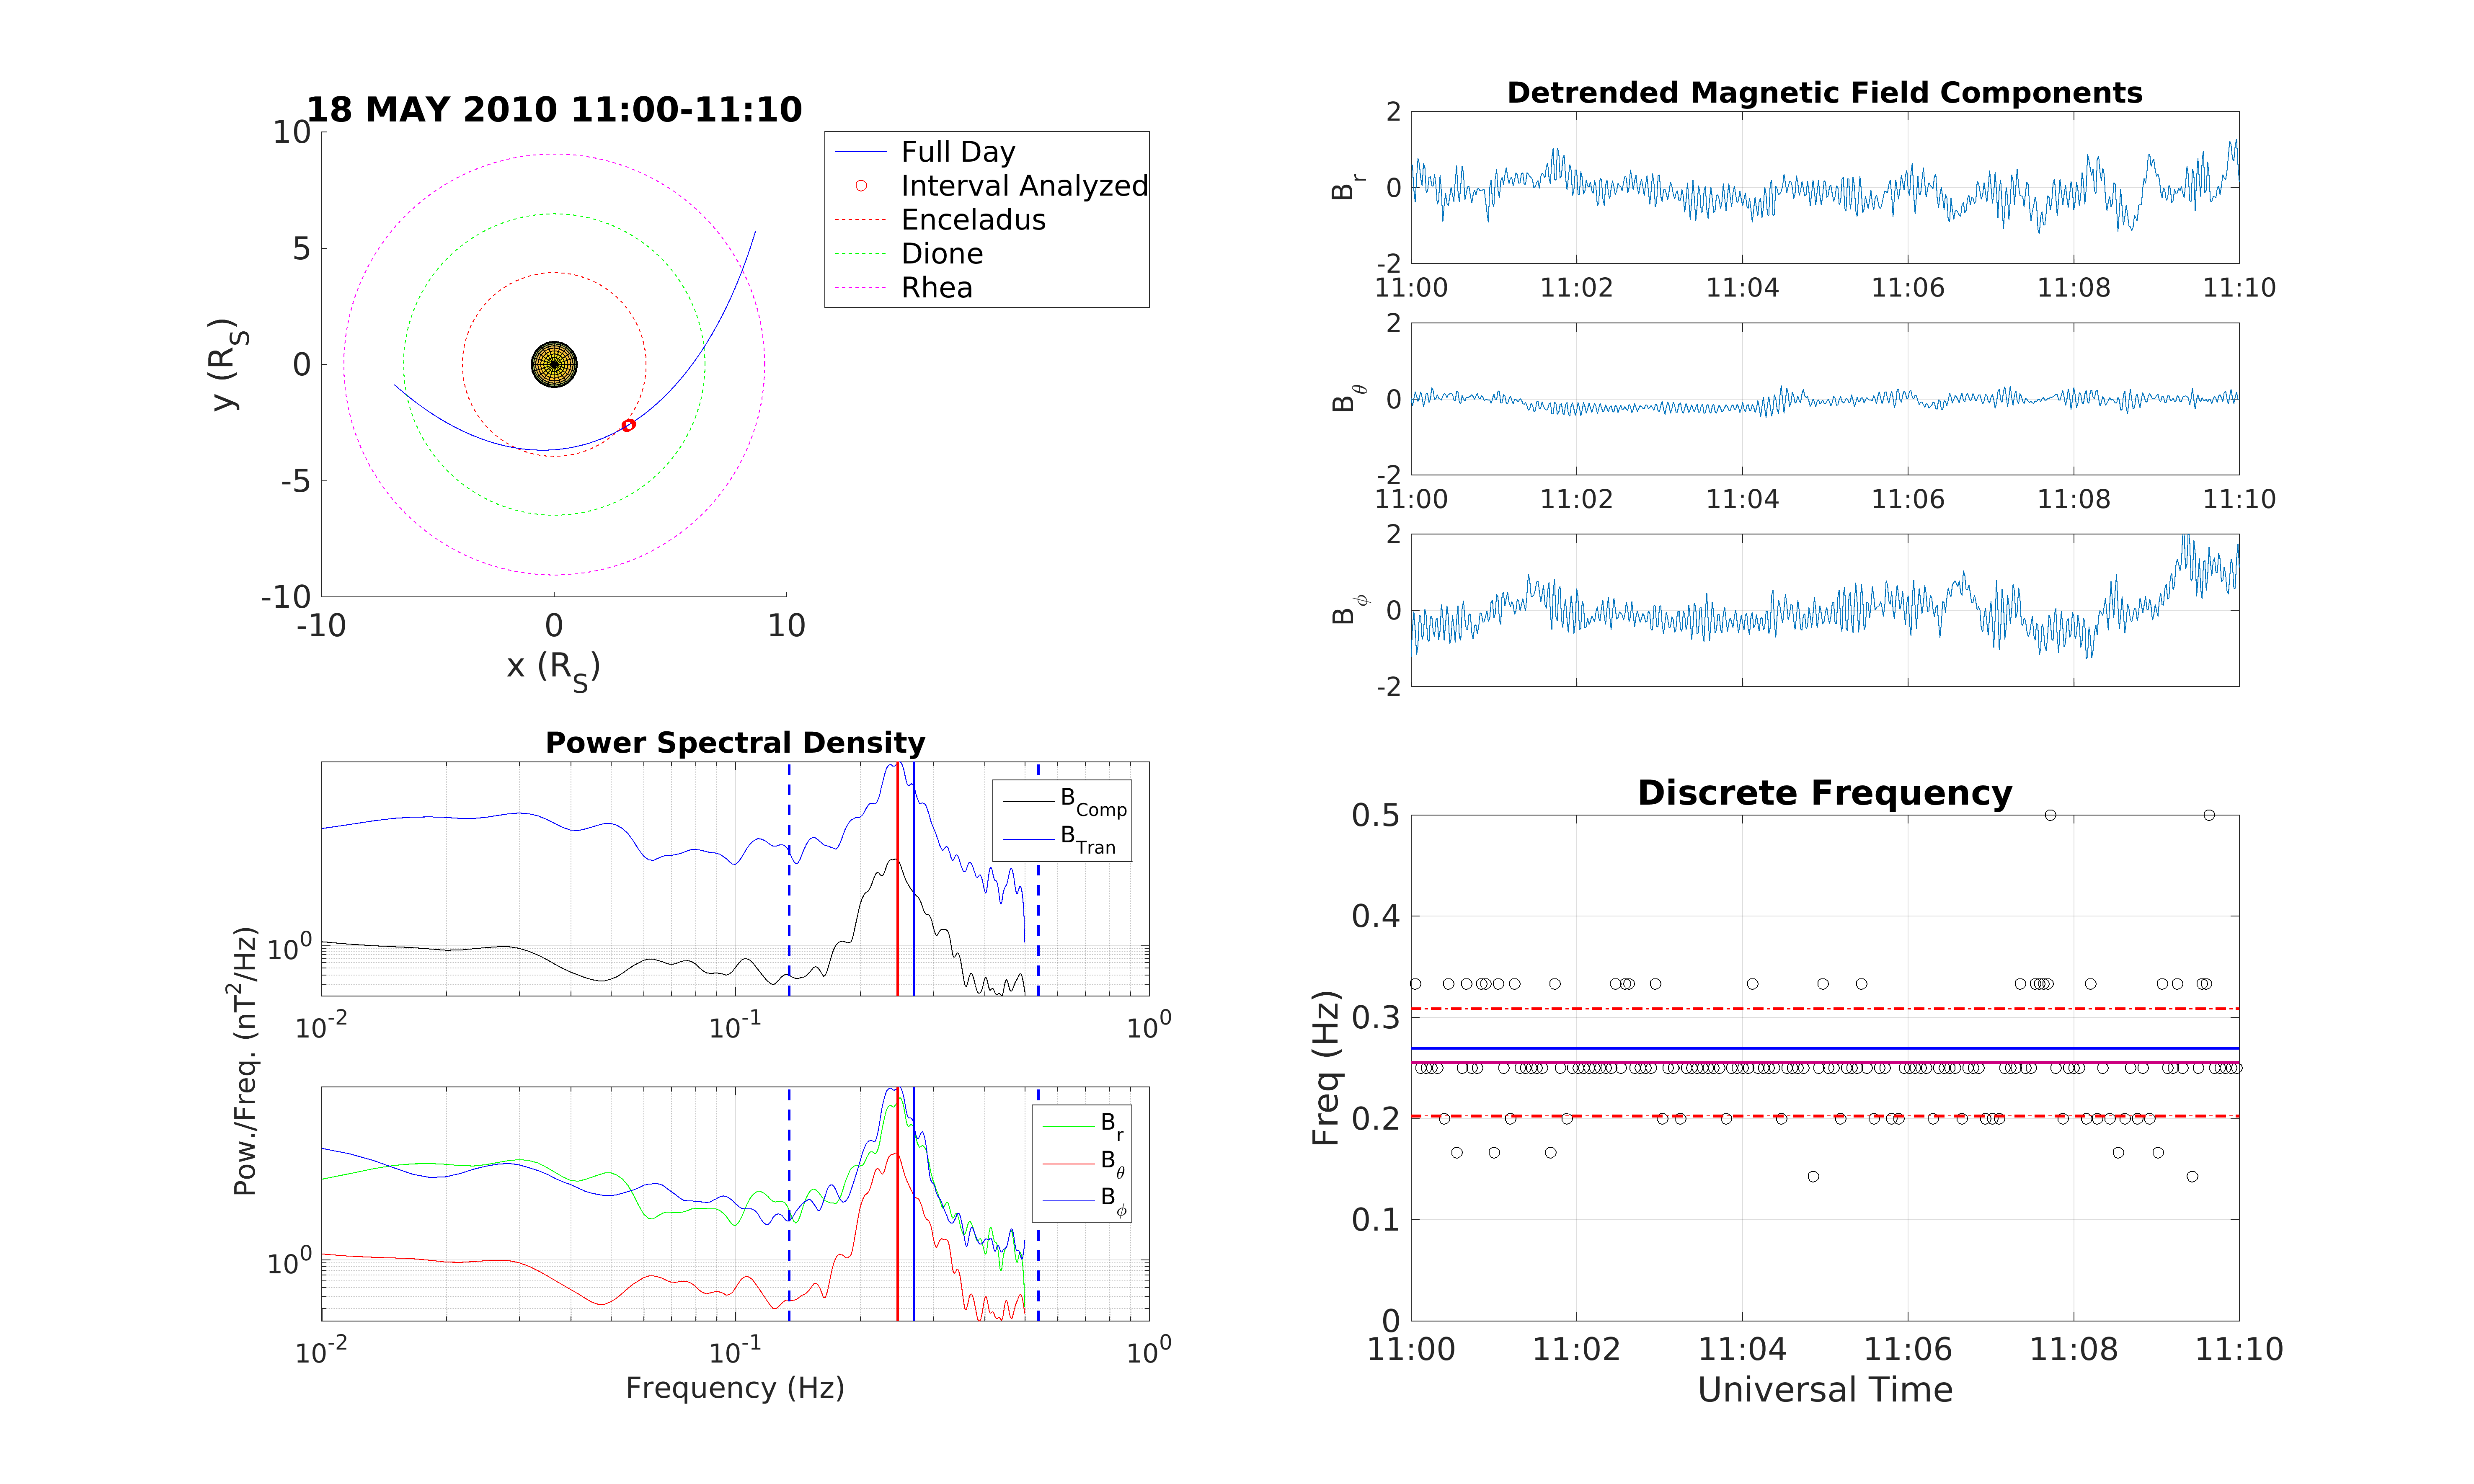 18 MAY 2010 11:00-11:10
10
5
0
-5
-10
-10 0 10
y (R_S)
x (R_S)
Full Day
Interval Analyzed
Enceladus
Dione
Rhea
Detrended Magnetic Field Components
2
0
-2
B_r
11:00 11:02 11:04 11:06 11:08 11:10
2
0
-2
B_θ
11:00 11:02 11:04 11:06 11:08 11:10
2
0
-2
B_ϕ
Power Spectral Density
B_Comp
B_Tran
10^0
10^-2 10^-1 10^0
Pow./Freq. (nT^2/Hz)
B_r
B_θ
B_ϕ
10^0
10^-2 10^-1 10^0
Frequency (Hz)
Discrete Frequency
0.5
0.4
0.3
0.2
0.1
0
Freq (Hz)
11:00 11:02 11:04 11:06 11:08 11:10
Universal Time